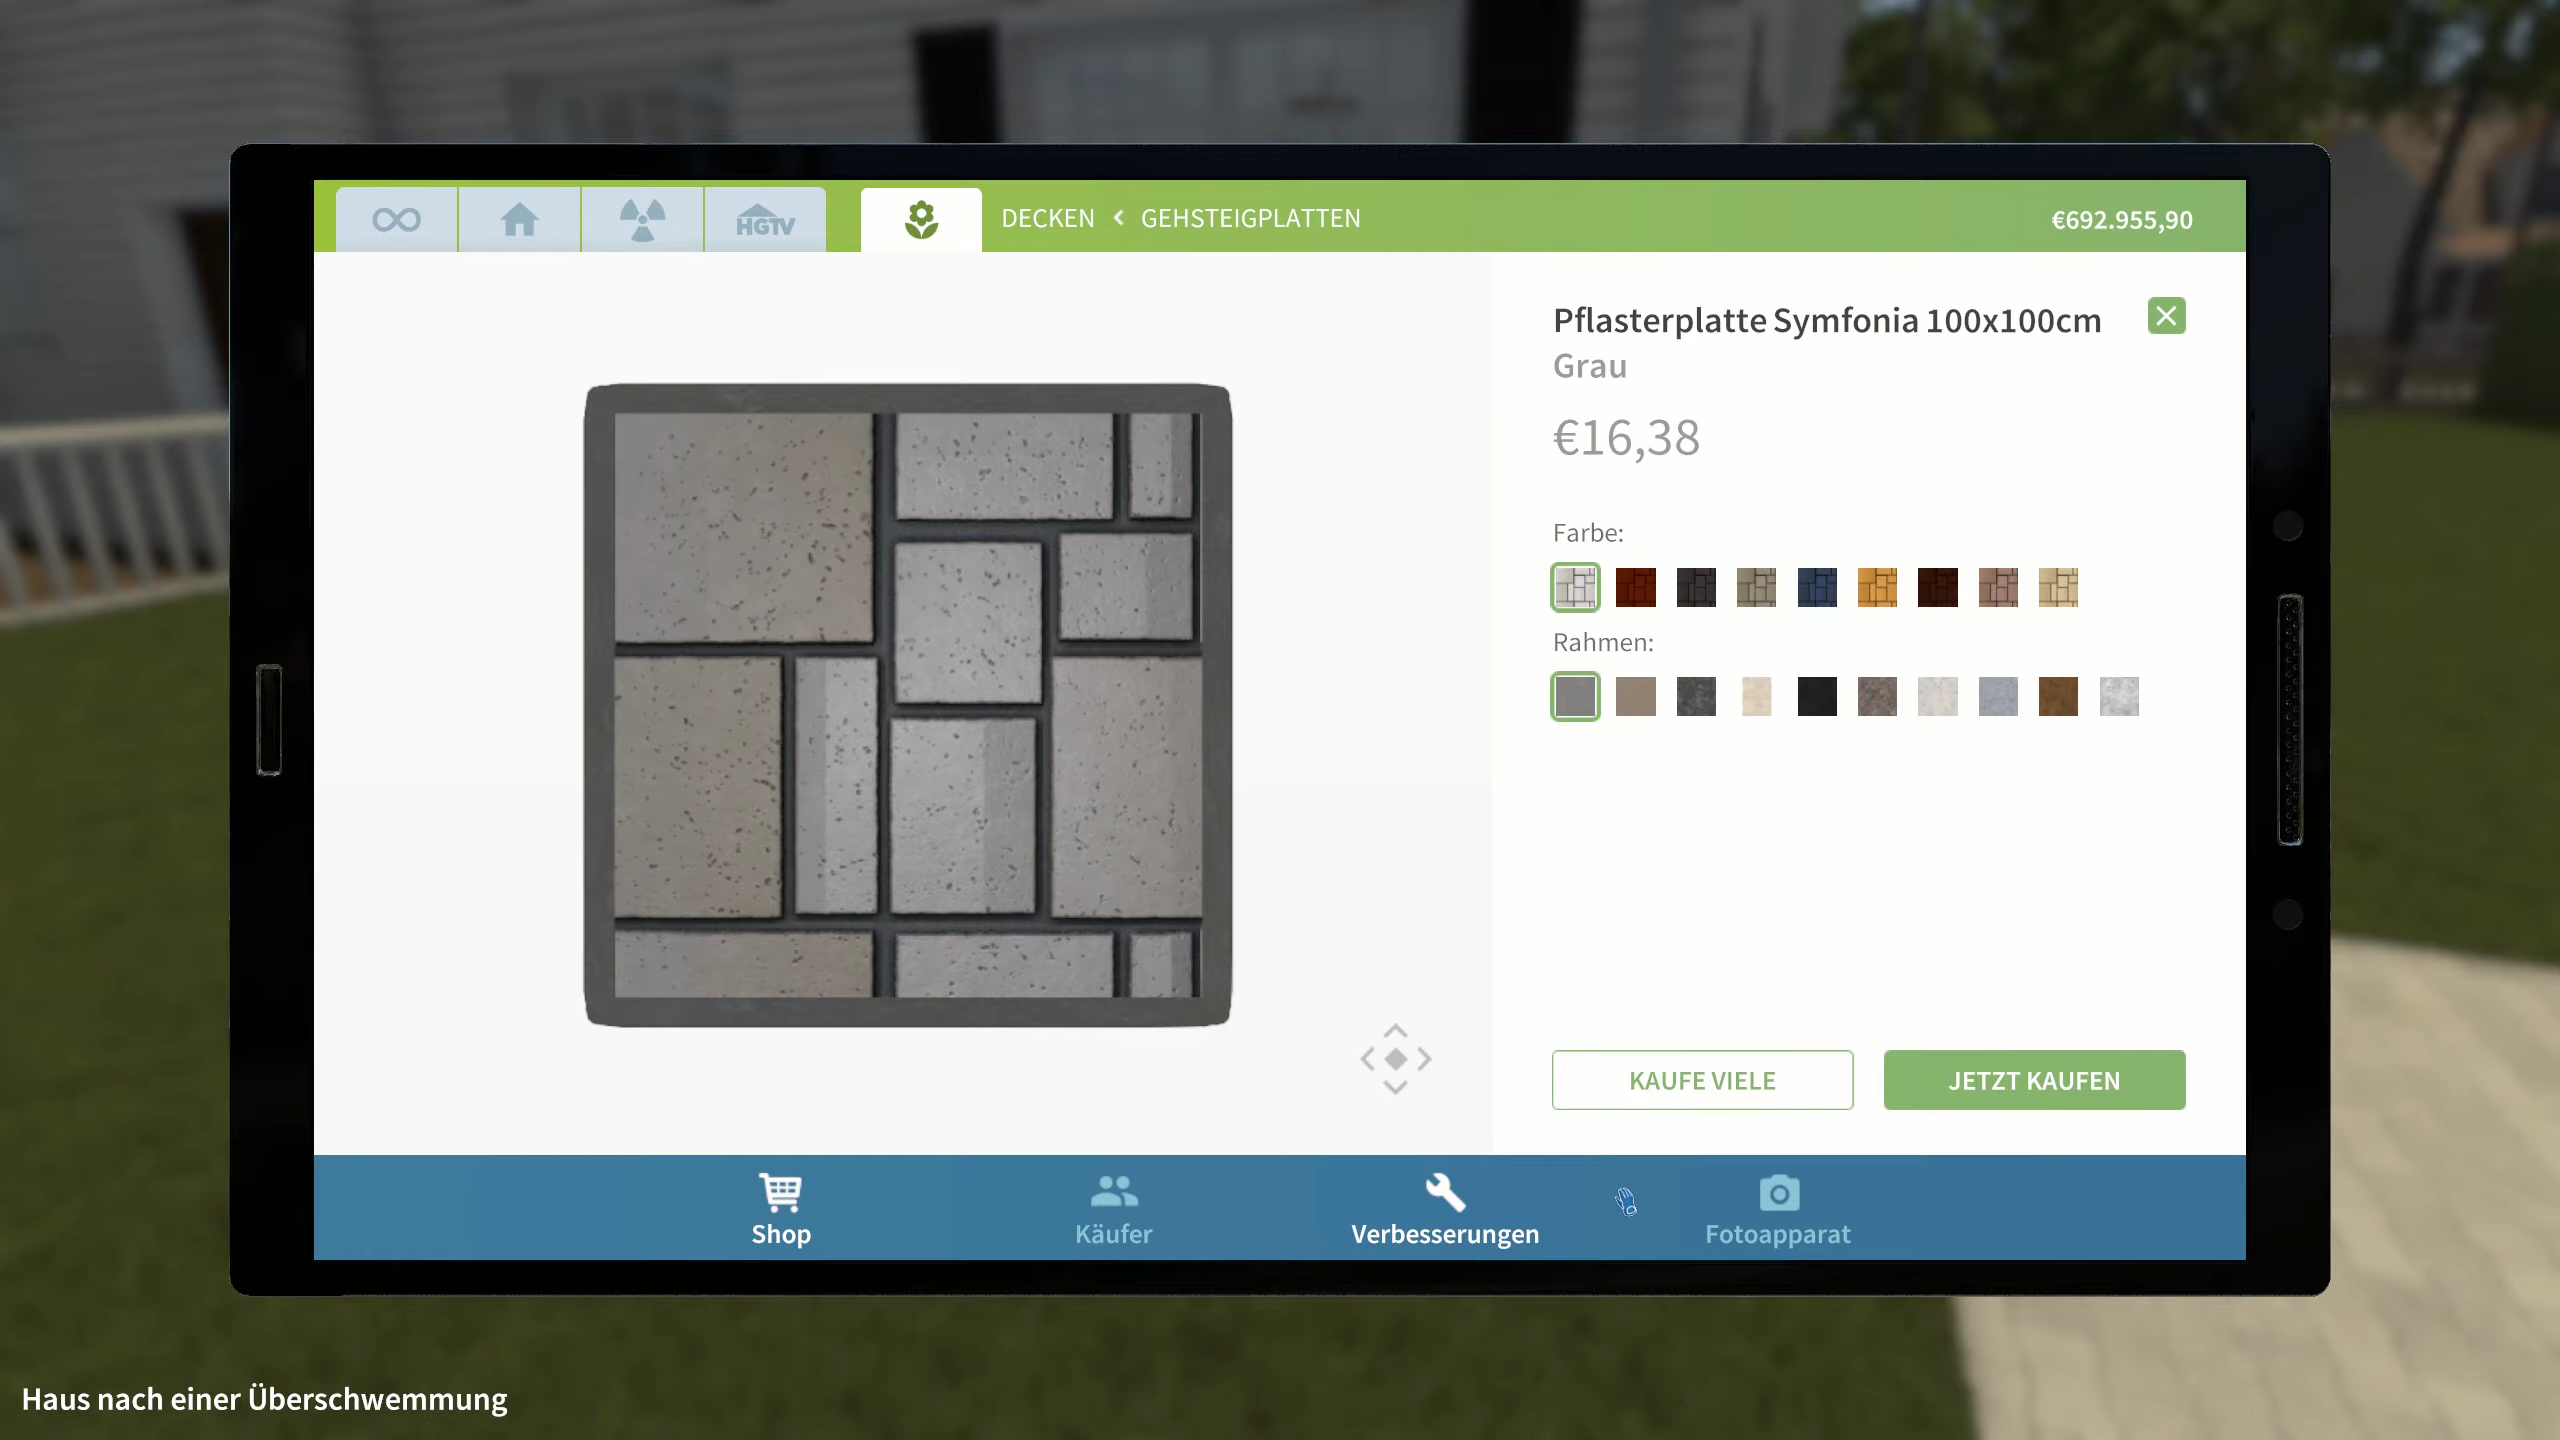 HGTV
DECKEN < GEHSTEIGPLATTEN
€692.955,90
Pflasterplatte Symfonia 100x100cm
Grau
€16,38
Farbe:
Rahmen:
KAUFE VIELE
JETZT KAUFEN
Shop
Käufer
Verbesserungen
Fotoapparat
Haus nach einer Überschwemmung